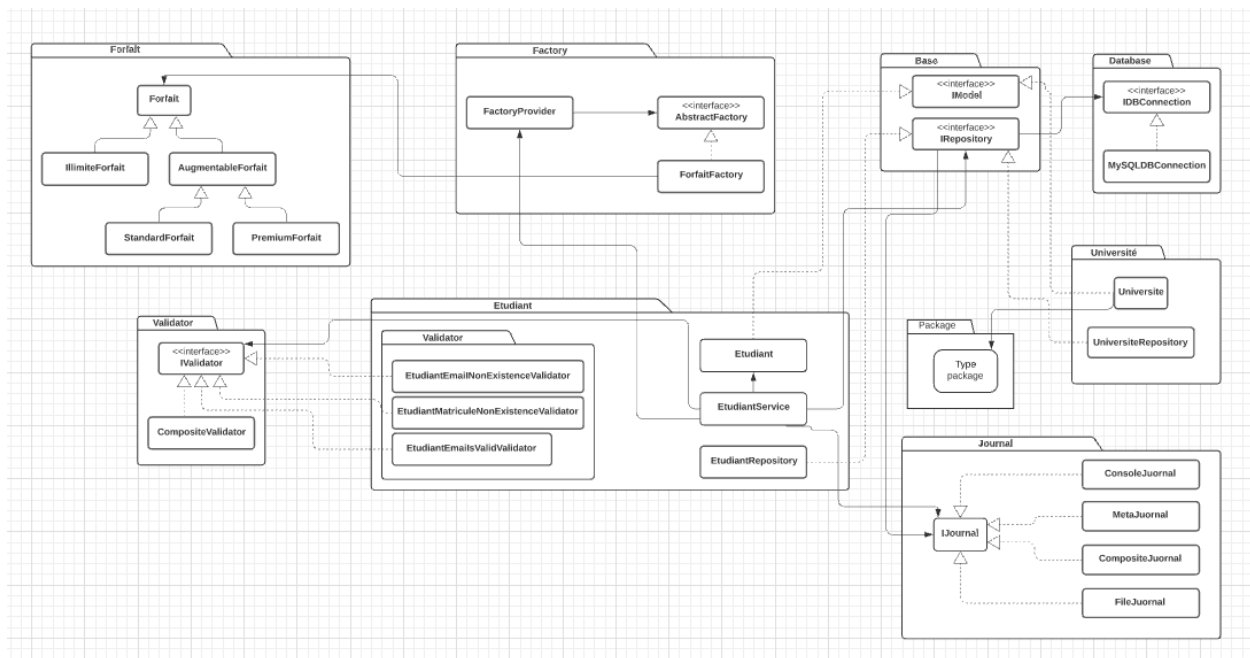 Forfait
Forfait
IllimiteForfait
AugmentableForfait
StandardForfait
PremiumForfait
Factory
FactoryProvider
<<interface>>
AbstractFactory
ForfaitFactory
Base
<<interface>>
IModel
<<interface>>
IRepository
Database
<<interface>>
IDBConnection
MySQLDBConnection
Université
Universite
UniversiteRepository
Package
Type
package
Validator
<<interface>>
IValidator
CompositeValidator
Etudiant
Validator
EtudiantEmailNonExistenceValidator
EtudiantMatriculeNonExistenceValidator
EtudiantEmailIsValidValidator
Etudiant
EtudiantService
EtudiantRepository
Journal
IJournal
ConsoleJuornal
MetaJuornal
CompositeJuornal
FileJuornal